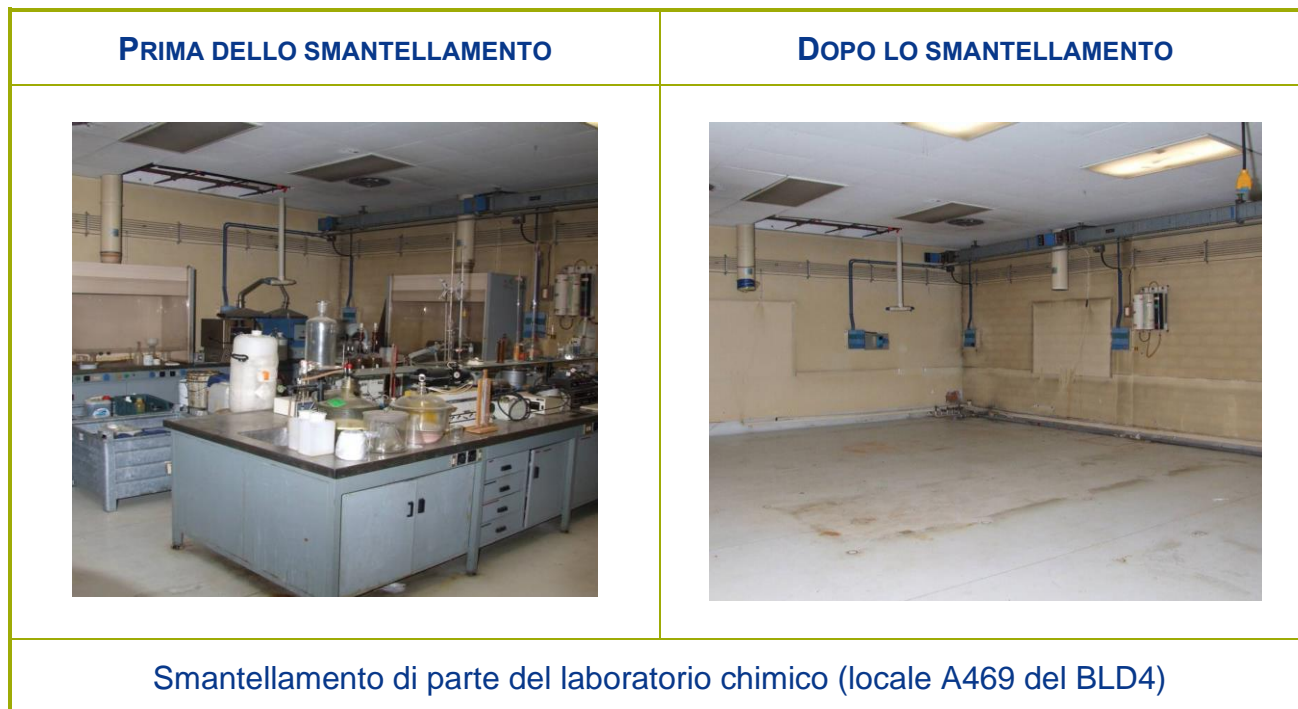 PRIMA DELLO SMANTELLAMENTO
DOPO LO SMANTELLAMENTO
Smantellamento di parte del laboratorio chimico (locale A469 del BLD4)